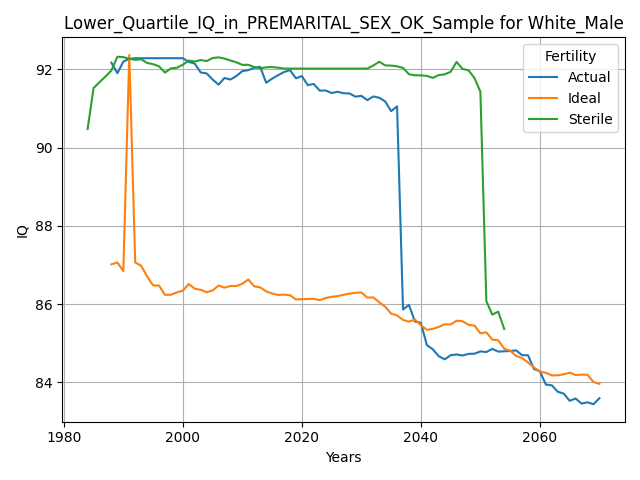 Lower_Quartile_IQ_in_PREMARITAL_SEX_OK_Sample for White_Male
Fertility
Actual
Ideal
Sterile
IQ
92
90
88
86
84
1980
2000
2020
2040
2060
Years